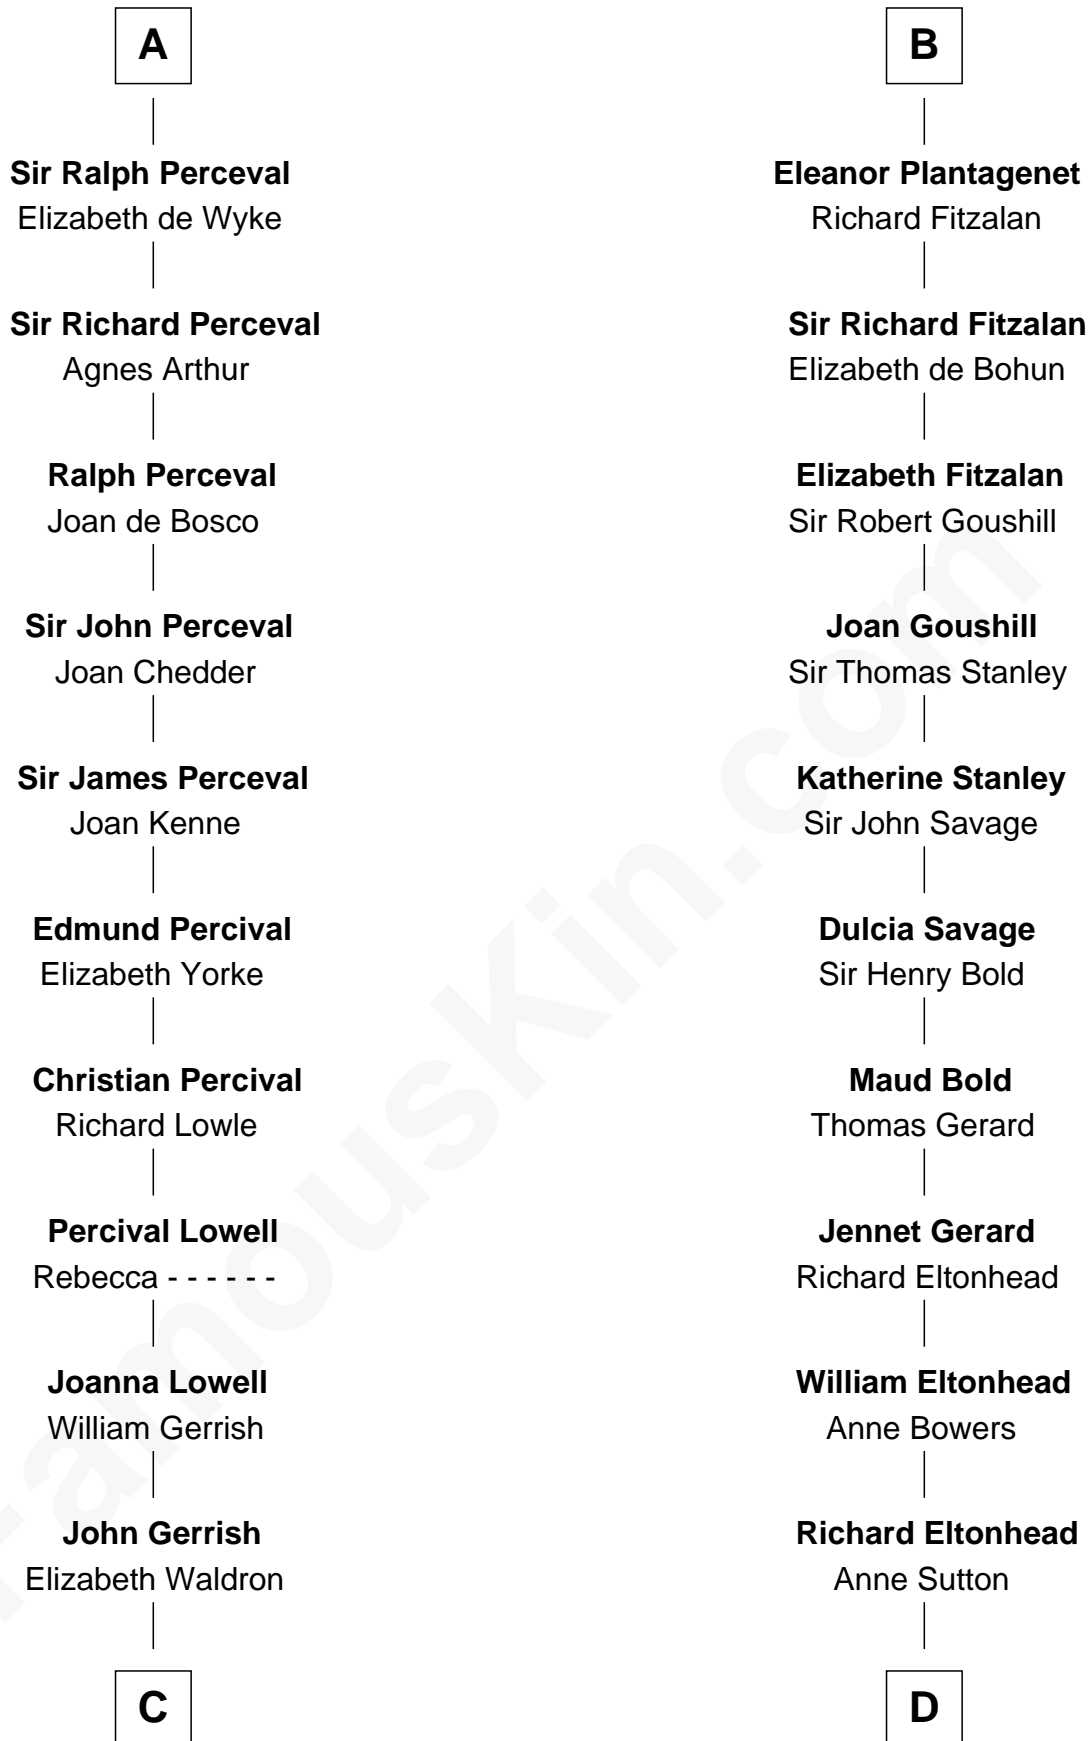 A
Sir Ralph Perceval
Elizabeth de Wyke
Sir Richard Perceval
Agnes Arthur
Ralph Perceval
Joan de Bosco
Sir John Perceval
Joan Chedder
Sir James Perceval
Joan Kenne
Edmund Percival
Elizabeth Yorke
Christian Percival
Richard Lowle
Percival Lowell
Rebecca - - - - - -
Joanna Lowell
William Gerrish
John Gerrish
Elizabeth Waldron
C
B
Eleanor Plantagenet
Richard Fitzalan
Sir Richard Fitzalan
Elizabeth de Bohun
Elizabeth Fitzalan
Sir Robert Goushill
Joan Goushill
Sir Thomas Stanley
Katherine Stanley
Sir John Savage
Dulcia Savage
Sir Henry Bold
Maud Bold
Thomas Gerard
Jennet Gerard
Richard Eltonhead
William Eltonhead
Anne Bowers
Richard Eltonhead
Anne Sutton
D
FamousKin.com